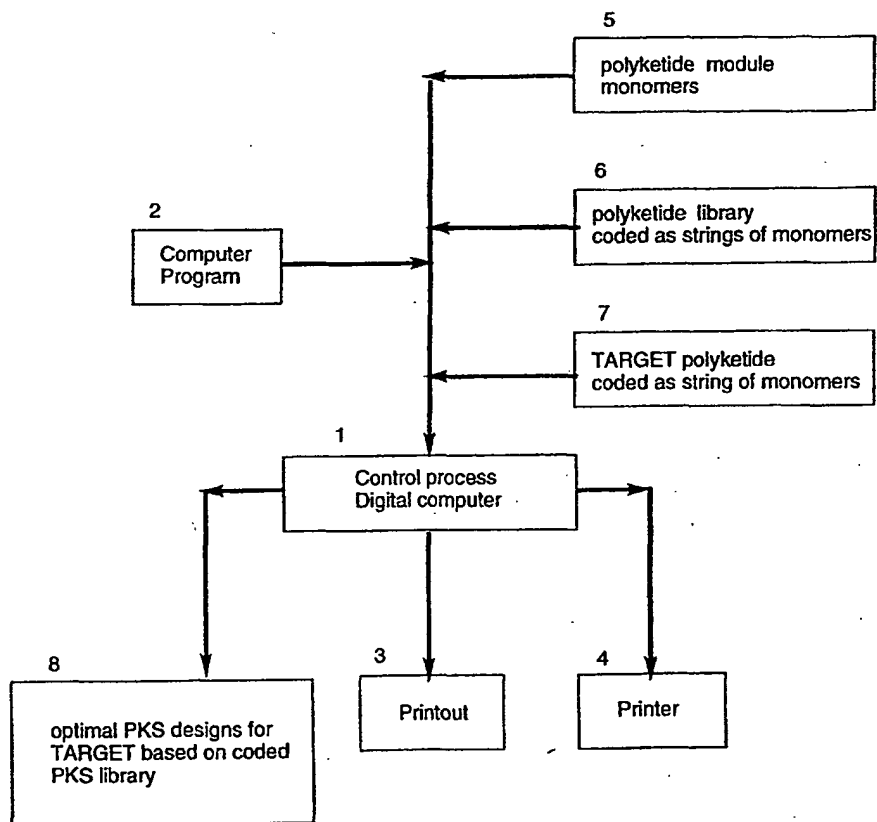 5
polyketide module
monomers
6
polyketide library
coded as strings of monomers
2
Computer
Program
7
TARGET polyketide
coded as string of monomers
1
Control process
Digital computer
8
optimal PKS designs for
TARGET based on coded
PKS library
3
Printout
4
Printer